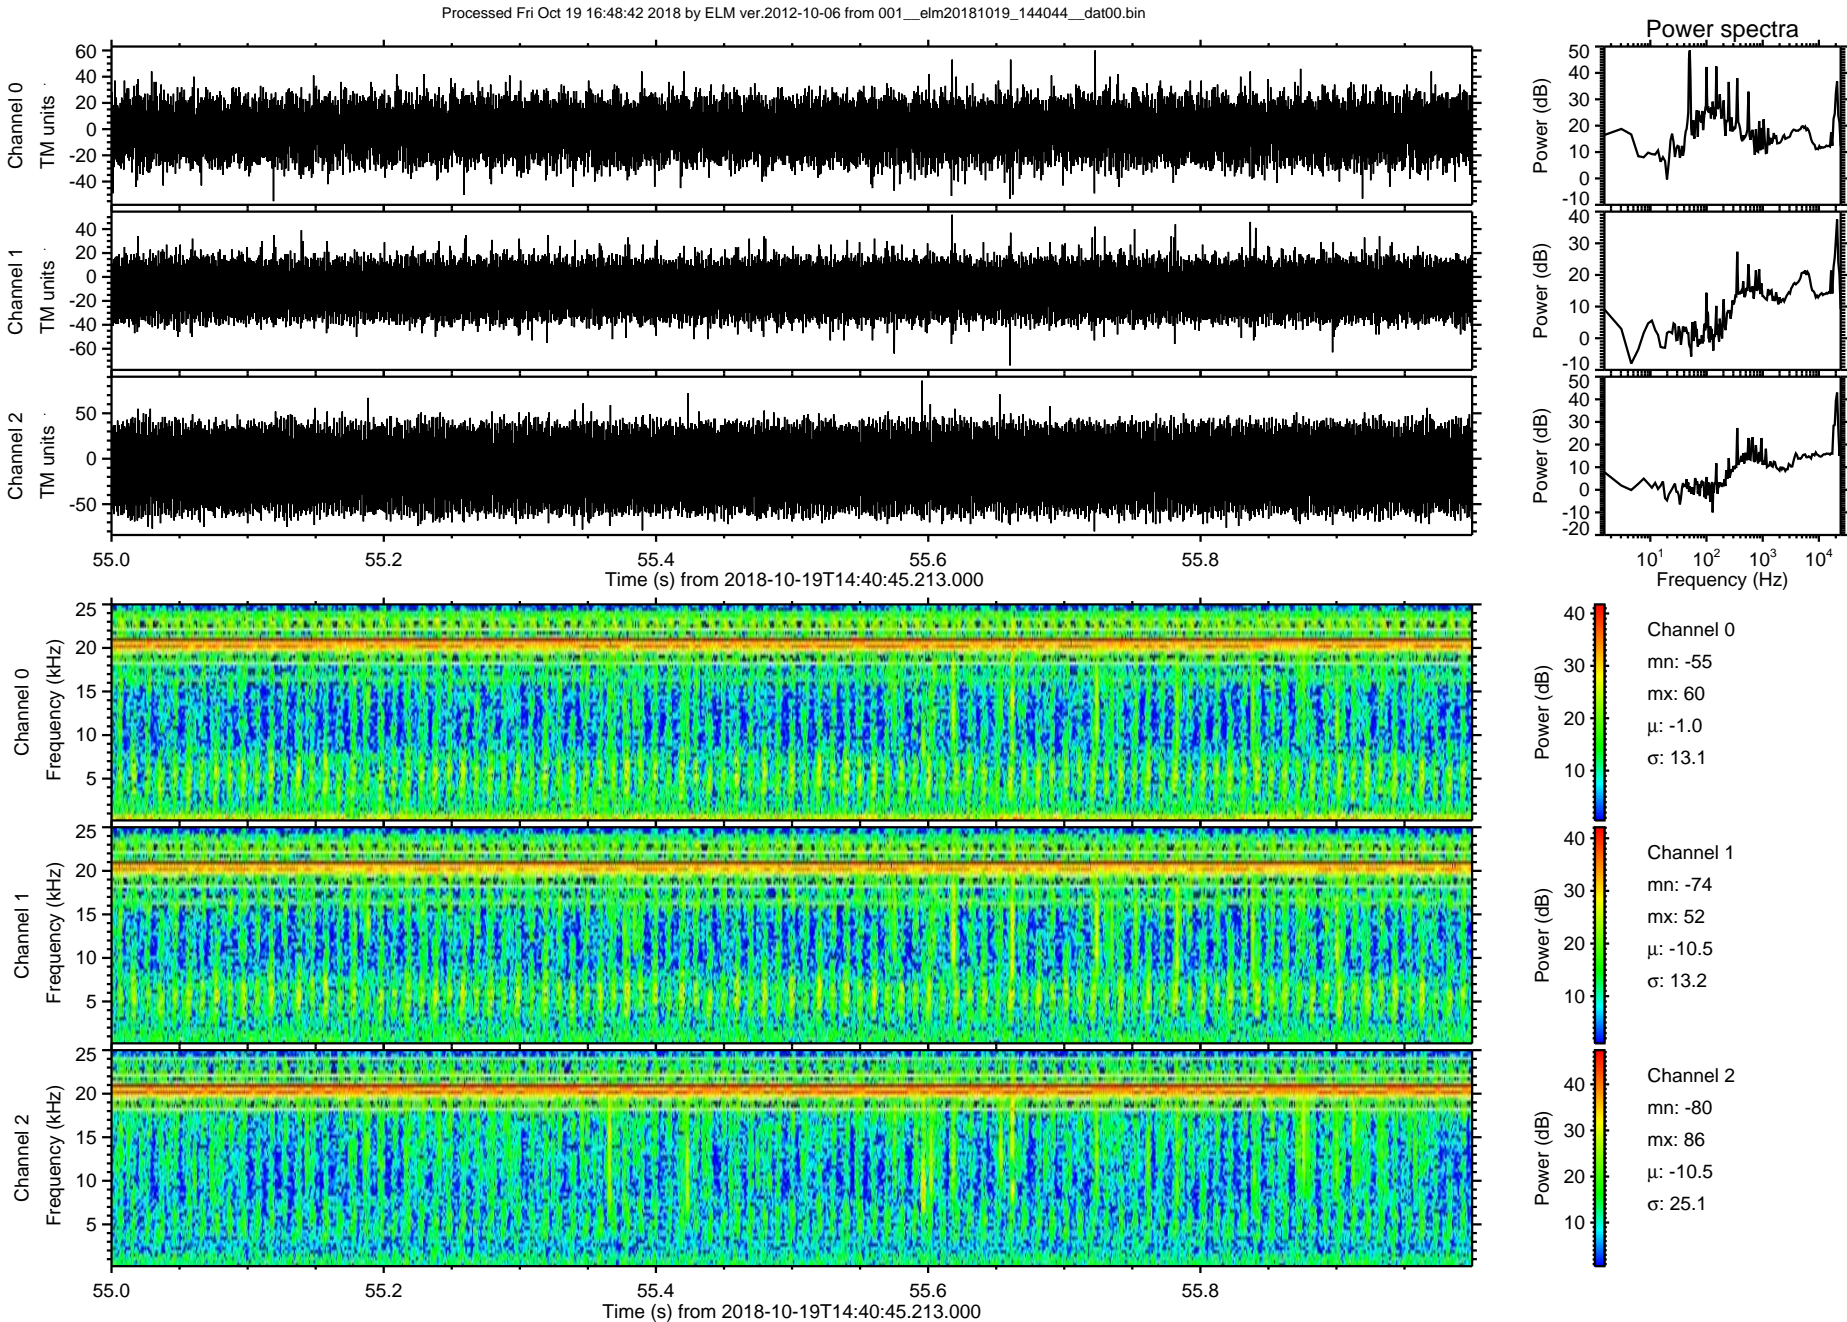 Processed Fri Oct 19 16:48:42 2018 by ELM ver.2012-10-06 from 001__elm20181019_144044__dat00.bin
Power spectra
Channel 0
TM units
60
40
20
0
-20
-40
Power (dB)
50
40
30
20
10
0
-10
Channel 1
TM units
40
20
0
-20
-40
-60
Power (dB)
40
30
20
10
0
-10
Channel 2
TM units
50
0
-50
Power (dB)
50
40
30
20
10
0
-10
-20
55.0 55.2 55.4 55.6 55.8
Time (s) from 2018-10-19T14:40:45.213.000
10¹ 10² 10³ 10⁴
Frequency (Hz)
Channel 0
Frequency (kHz)
25
20
15
10
5
Power (dB)
40
30
20
10
Channel 0
mn: -55
mx: 60
μ: -1.0
σ: 13.1
Channel 1
Frequency (kHz)
25
20
15
10
5
Power (dB)
40
30
20
10
Channel 1
mn: -74
mx: 52
μ: -10.5
σ: 13.2
Channel 2
Frequency (kHz)
25
20
15
10
5
Power (dB)
40
30
20
10
Channel 2
mn: -80
mx: 86
μ: -10.5
σ: 25.1
55.0 55.2 55.4 55.6 55.8
Time (s) from 2018-10-19T14:40:45.213.000